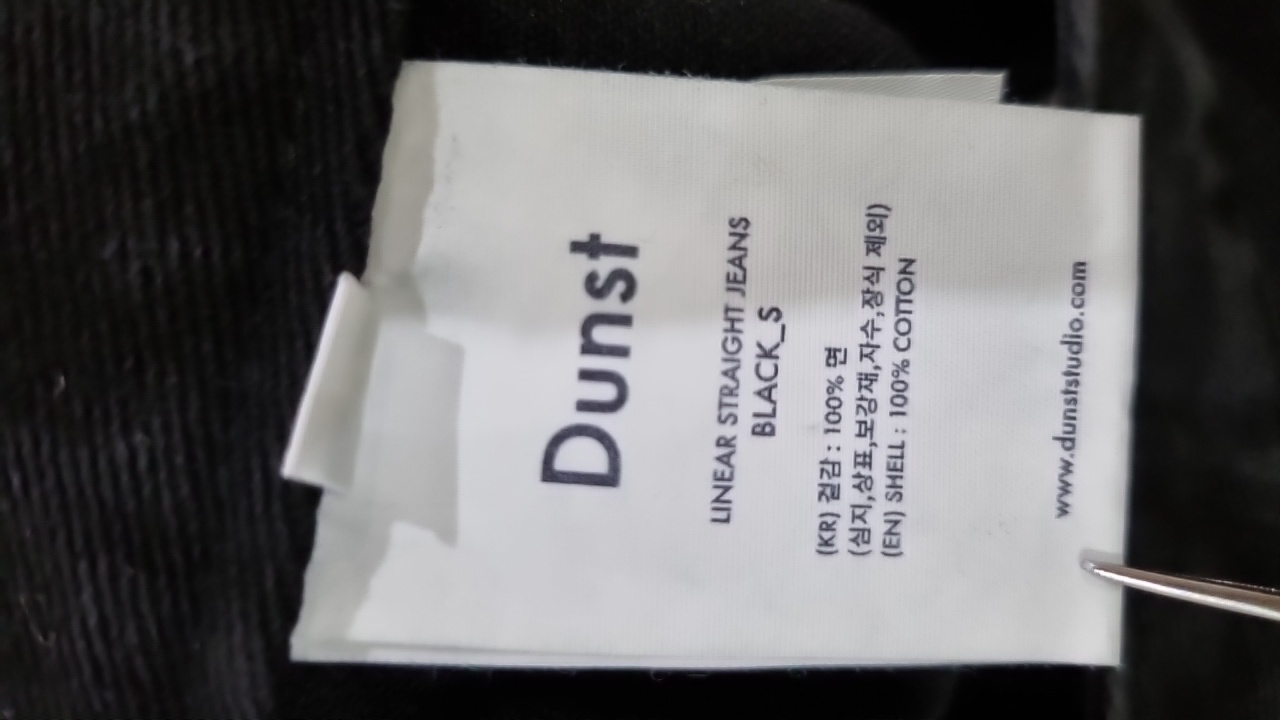 Dunst
LINEAR STRAIGHT JEANS
BLACK_S
(KR) 겉감 : 100% 면
(심지,상표,보강재,자수,장식 제외)
(EN) SHELL : 100% COTTON
www.dunststudio.com